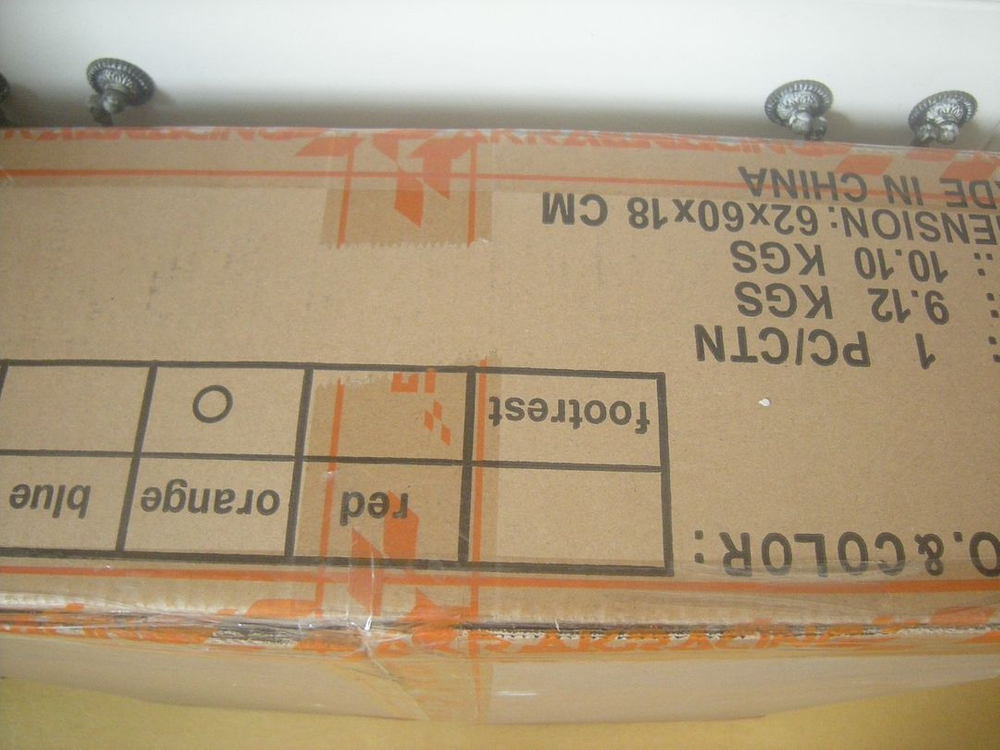 O.&COLOR: red orange blue
footrest
: 1 PC/CTN
: 9.12 KGS
: 10.10 KGS
ENSION: 62x60x18 CM
DE IN CHINA